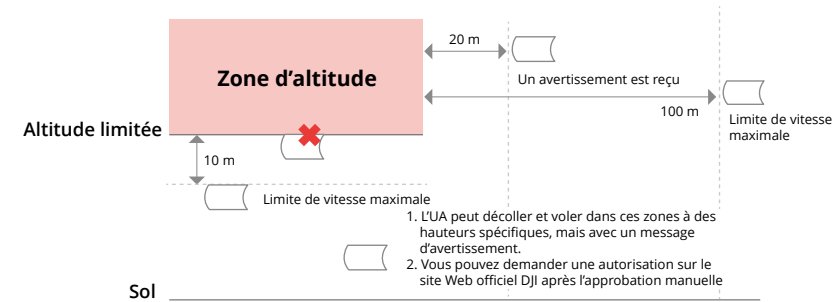 20 m
Zone d'altitude
Un avertissement est reçu
100 m
Limite de vitesse
maximale
Altitude limitée
10 m
Limite de vitesse maximale
1. L'UA peut décoller et voler dans ces zones à des
hauteurs spécifiques, mais avec un message
d'avertissement.
2. Vous pouvez demander une autorisation sur le
site Web officiel DJI après l'approbation manuelle
Sol